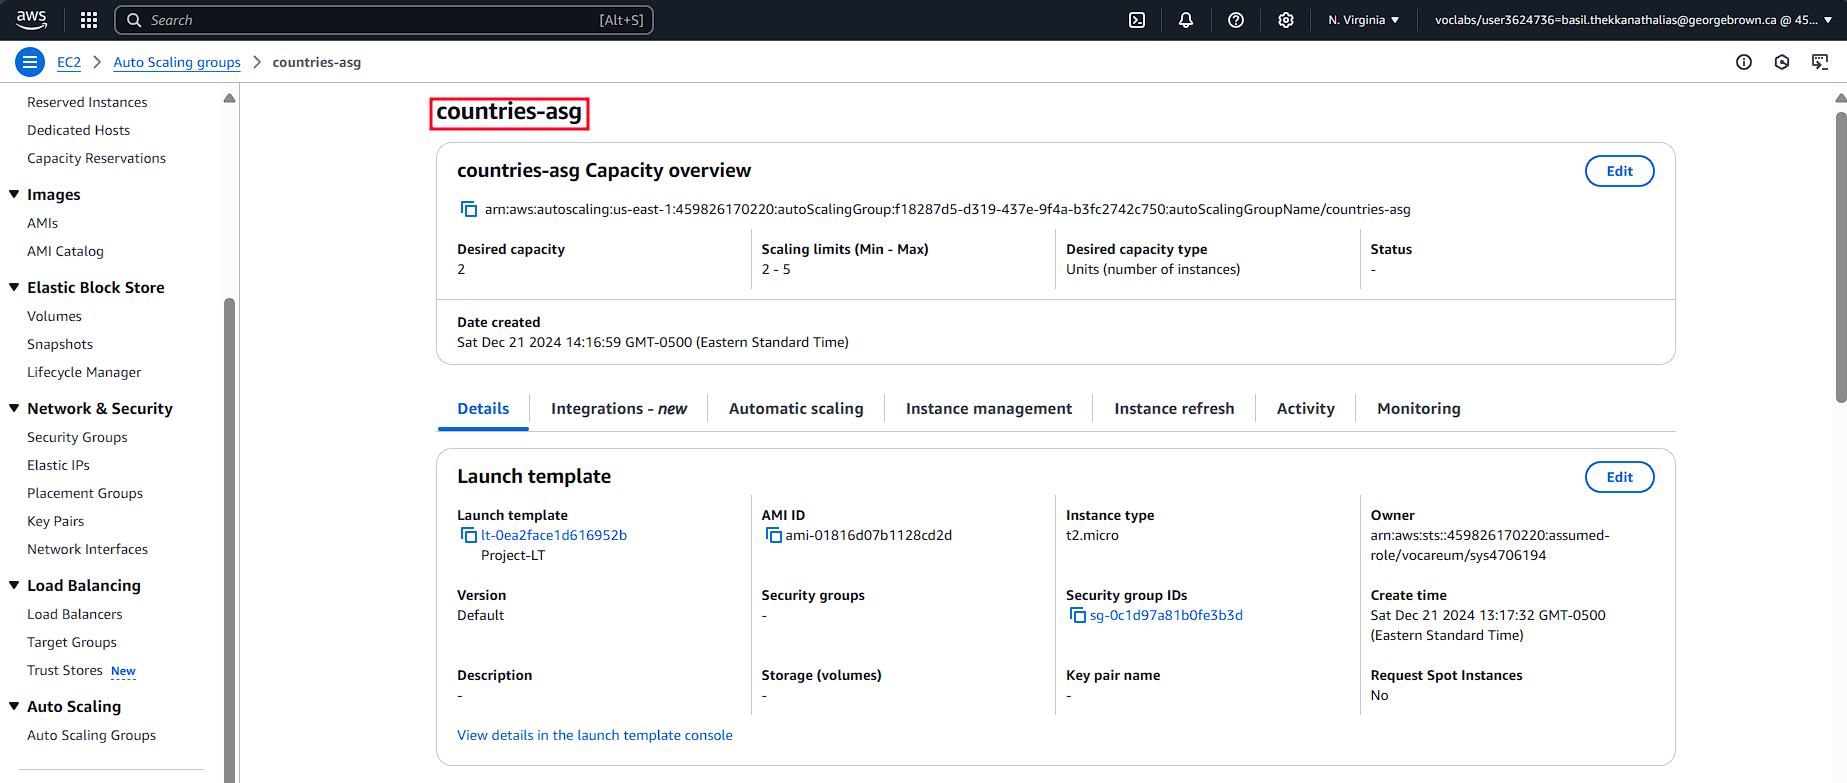 aws
Search [Alt+S]
N. Virginia
voclabs/user3624736=basil.thekkanathalias@georgebrown.ca @ 45...
EC2
Auto Scaling groups
countries-asg
Reserved Instances
Dedicated Hosts
Capacity Reservations
Images
AMIs
AMI Catalog
Elastic Block Store
Volumes
Snapshots
Lifecycle Manager
Network & Security
Security Groups
Elastic IPs
Placement Groups
Key Pairs
Network Interfaces
Load Balancing
Load Balancers
Target Groups
Trust Stores New
Auto Scaling
Auto Scaling Groups
countries-asg
countries-asg Capacity overview
Edit
arn:aws:autoscaling:us-east-1:459826170220:autoScalingGroup:f18287d5-d319-437e-9f4a-b3fc2742c750:autoScalingGroupName/countries-asg
Desired capacity
2
Scaling limits (Min - Max)
2 - 5
Desired capacity type
Units (number of instances)
Status
-
Date created
Sat Dec 21 2024 14:16:59 GMT-0500 (Eastern Standard Time)
Details
Integrations - new
Automatic scaling
Instance management
Instance refresh
Activity
Monitoring
Launch template
Edit
Launch template
lt-0ea2face1d616952b
Project-LT
AMI ID
ami-01816d07b1128cd2d
Instance type
t2.micro
Owner
arn:aws:sts::459826170220:assumed-
role/vocareum/sys4706194
Version
Default
Security groups
-
Security group IDs
sg-0c1d97a81b0fe3b3d
Create time
Sat Dec 21 2024 13:17:32 GMT-0500
(Eastern Standard Time)
Description
-
Storage (volumes)
-
Key pair name
-
Request Spot Instances
No
View details in the launch template console